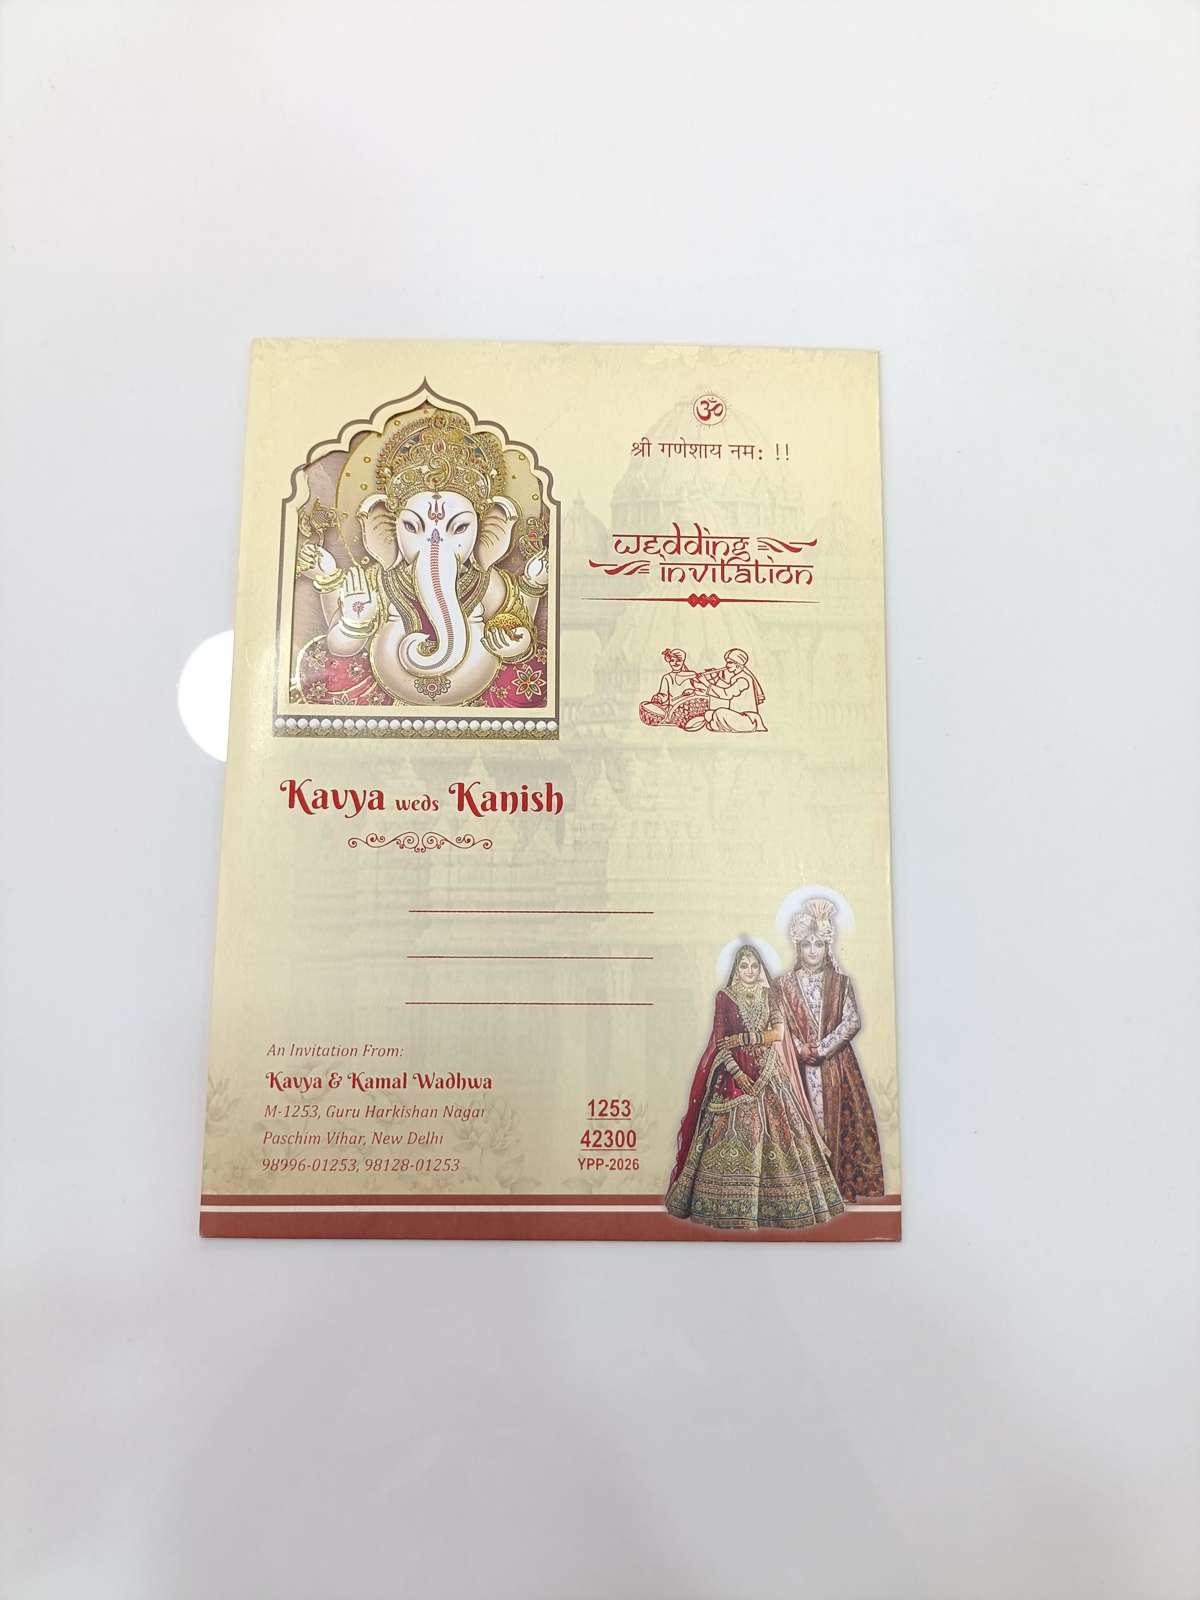 ॐ
श्री गणेशाय नमः !!
wedding
invitation
Kavya weds Kanish
An Invitation From:
Kavya & Kamal Wadhwa
M-1253, Guru Harkishan Nagar
Paschim Vihar, New Delhi
98996-01253, 98128-01253
1253
42300
YPP-2026